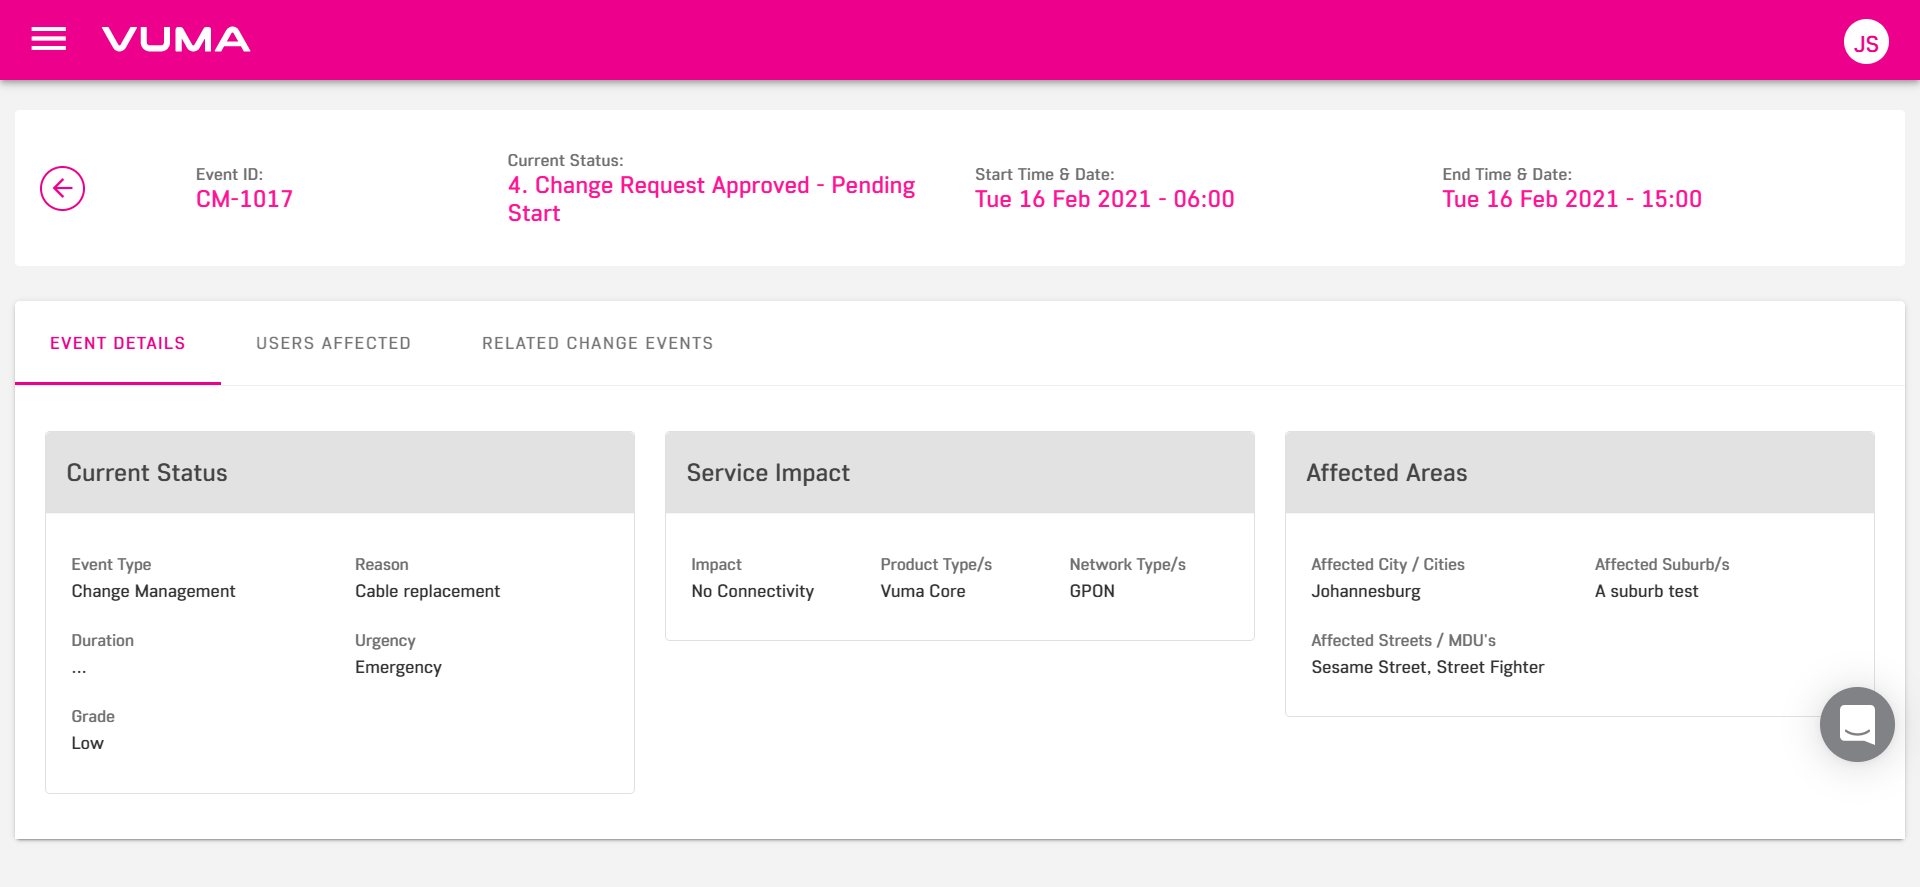 VUMA
JS
Event ID:
CM-1017
Current Status:
4. Change Request Approved - Pending
Start
Start Time & Date:
Tue 16 Feb 2021 - 06:00
End Time & Date:
Tue 16 Feb 2021 - 15:00
EVENT DETAILS
USERS AFFECTED
RELATED CHANGE EVENTS
Current Status
Event Type
Change Management
Reason
Cable replacement
Duration
...
Urgency
Emergency
Grade
Low
Service Impact
Impact
No Connectivity
Product Type/s
Vuma Core
Network Type/s
GPON
Affected Areas
Affected City / Cities
Johannesburg
Affected Suburb/s
A suburb test
Affected Streets / MDU's
Sesame Street, Street Fighter